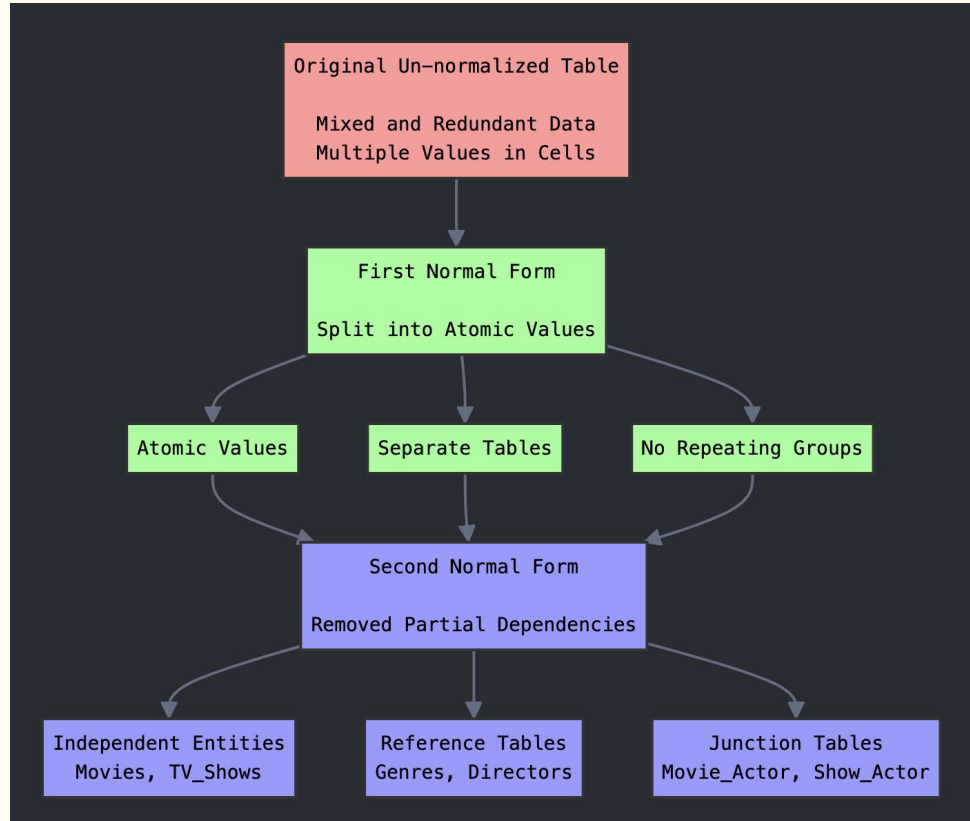 Original Un-normalized Table
Mixed and Redundant Data
Multiple Values in Cells
First Normal Form
Split into Atomic Values
Atomic Values
Separate Tables
No Repeating Groups
Second Normal Form
Removed Partial Dependencies
Independent Entities
Movies, TV_Shows
Reference Tables
Genres, Directors
Junction Tables
Movie_Actor, Show_Actor